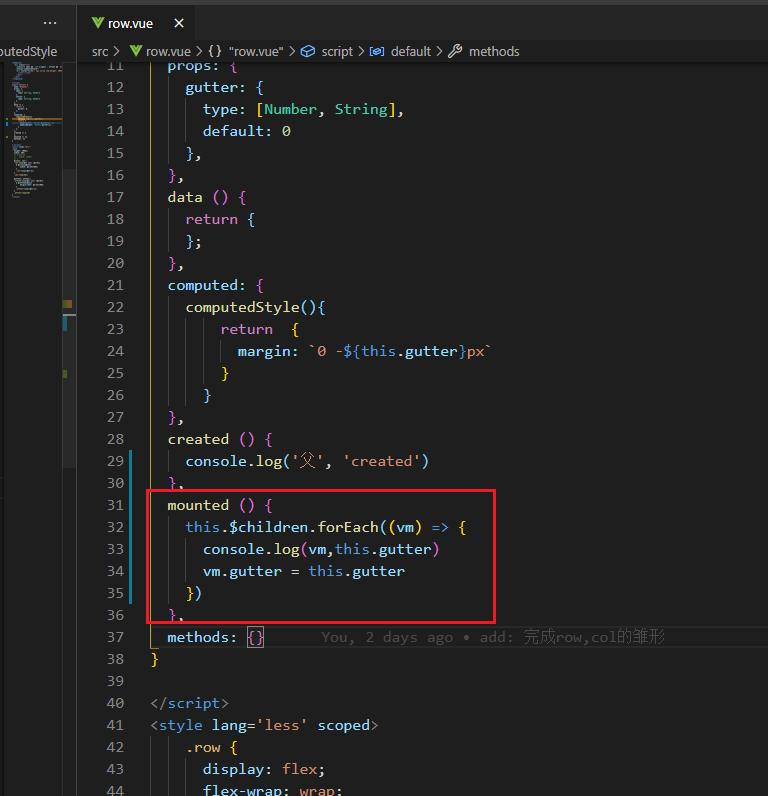 ···
row.vue ×
putedStyle
src > row.vue > {} "row.vue" > script > default > methods
11 props: {
12 gutter: {
13 type: [Number, String],
14 default: 0
15 },
16 },
17 data () {
18 return {
19 };
20 },
21 computed: {
22 computedStyle(){
23 return {
24 margin: `0 -${this.gutter}px`
25 }
26 }
27 },
28 created () {
29 console.log('父', 'created')
30 },
31 mounted () {
32 this.$children.forEach((vm) => {
33 console.log(vm,this.gutter)
34 vm.gutter = this.gutter
35 })
36 },
37 methods: {} You, 2 days ago • add: 完成row,col的雏形
38 }
39
40 </script>
41 <style lang='less' scoped>
42 .row {
43 display: flex;
44 flex-wrap: wrap;